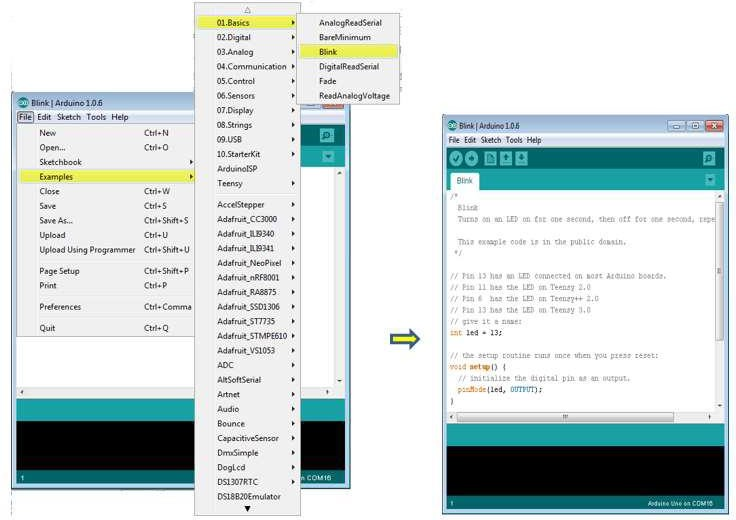 Blink | Arduino 1.0.6
File Edit Sketch Tools Help
New Ctrl+N
Open... Ctrl+O
Sketchbook
Examples
Close Ctrl+W
Save Ctrl+S
Save As... Ctrl+Shift+S
Upload Ctrl+U
Upload Using Programmer Ctrl+Shift+U
Page Setup Ctrl+Shift+P
Print Ctrl+P
Preferences Ctrl+Comma
Quit Ctrl+Q
1
on COM16
01.Basics
02.Digital
03.Analog
04.Communication
05.Control
06.Sensors
07.Display
08.Strings
09.USB
10.StarterKit
ArduinoISP
Teensy
AccelStepper
Adafruit_CC3000
Adafruit_ILI9340
Adafruit_ILI9341
Adafruit_NeoPixel
Adafruit_nRF8001
Adafruit_RA8875
Adafruit_SSD1306
Adafruit_ST7735
Adafruit_STMPE610
Adafruit_VS1053
ADC
AltSoftSerial
Artnet
Audio
Bounce
CapacitiveSensor
DmxSimple
DogLcd
DS1307RTC
DS18B20Emulator
AnalogReadSerial
BareMinimum
Blink
DigitalReadSerial
Fade
ReadAnalogVoltage
Blink | Arduino 1.0.6
File Edit Sketch Tools Help
Blink
/*
Blink
Turns on an LED on for one second, then off for one second, repe
This example code is in the public domain.
*/
// Pin 13 has an LED connected on most Arduino boards.
// Pin 11 has the LED on Teensy 2.0
// Pin 6 has the LED on Teensy++ 2.0
// Pin 13 has the LED on Teensy 3.0
// give it a name:
int led = 13;
// the setup routine runs once when you press reset:
void setup() {
// initialize the digital pin as an output.
pinMode(led, OUTPUT);
}
1
Arduino Uno on COM16